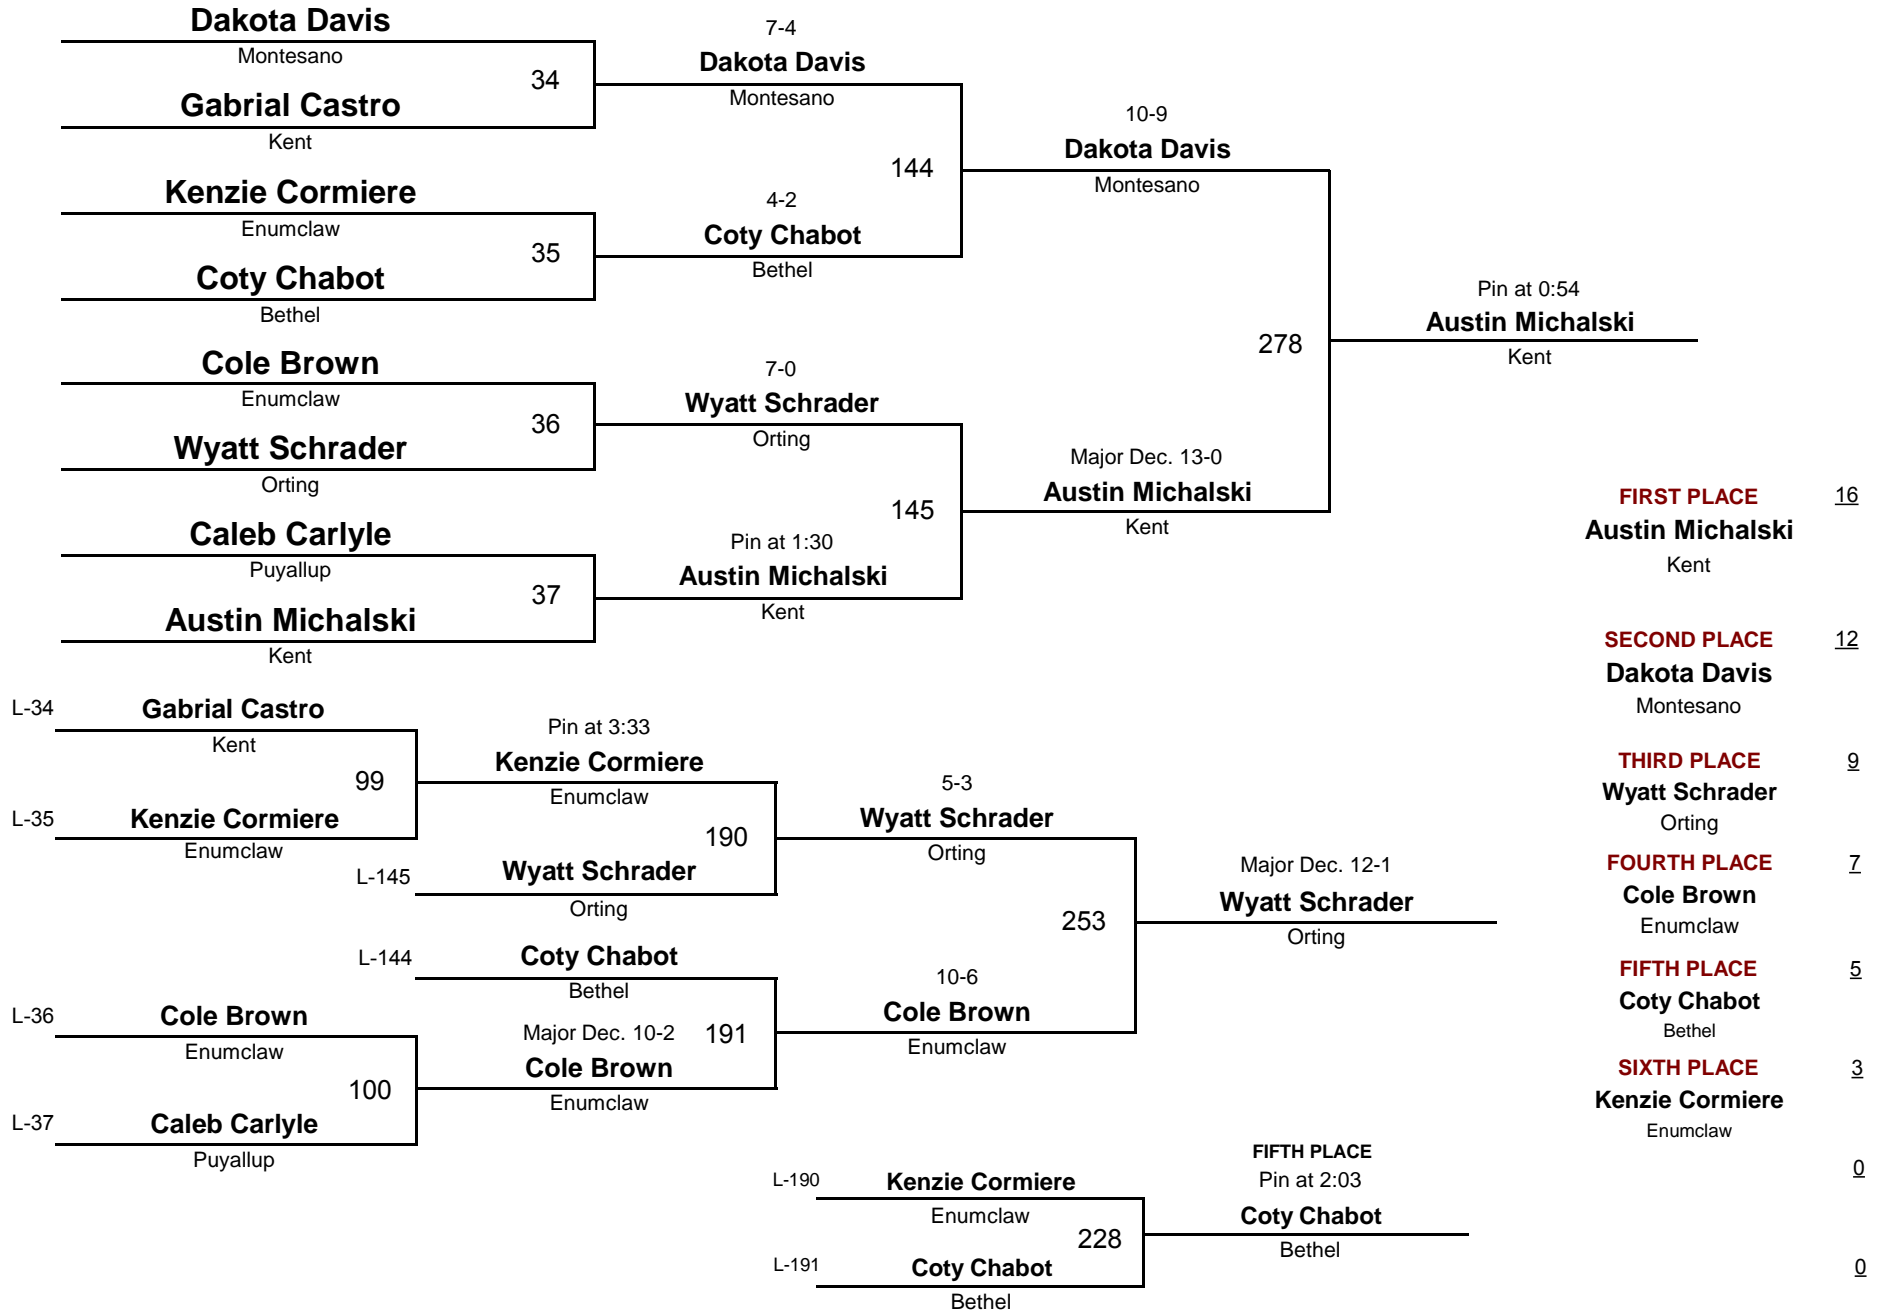 Dakota Davis
Montesano
34
Gabrial Castro
Kent
Kenzie Cormiere
Enumclaw
35
Coty Chabot
Bethel
Cole Brown
Enumclaw
36
Wyatt Schrader
Orting
Caleb Carlyle
Puyallup
37
Austin Michalski
Kent
7-4
Dakota Davis
Montesano
144
4-2
Coty Chabot
Bethel
7-0
Wyatt Schrader
Orting
145
Pin at 1:30
Austin Michalski
Kent
10-9
Dakota Davis
Montesano
278
Major Dec. 13-0
Austin Michalski
Kent
Pin at 0:54
Austin Michalski
Kent
L-34
Gabrial Castro
Kent
99
L-35
Kenzie Cormiere
Enumclaw
L-36
Cole Brown
Enumclaw
100
L-37
Caleb Carlyle
Puyallup
Pin at 3:33
Kenzie Cormiere
Enumclaw
190
L-145
Wyatt Schrader
Orting
L-144
Coty Chabot
Bethel
Major Dec. 10-2
191
Cole Brown
Enumclaw
5-3
Wyatt Schrader
Orting
253
10-6
Cole Brown
Enumclaw
Major Dec. 12-1
Wyatt Schrader
Orting
L-190
Kenzie Cormiere
Enumclaw
228
L-191
Coty Chabot
Bethel
FIFTH PLACE
Pin at 2:03
Coty Chabot
Bethel
FIRST PLACE 16
Austin Michalski
Kent
SECOND PLACE 12
Dakota Davis
Montesano
THIRD PLACE 9
Wyatt Schrader
Orting
FOURTH PLACE 7
Cole Brown
Enumclaw
FIFTH PLACE 5
Coty Chabot
Bethel
SIXTH PLACE 3
Kenzie Cormiere
Enumclaw
0
0